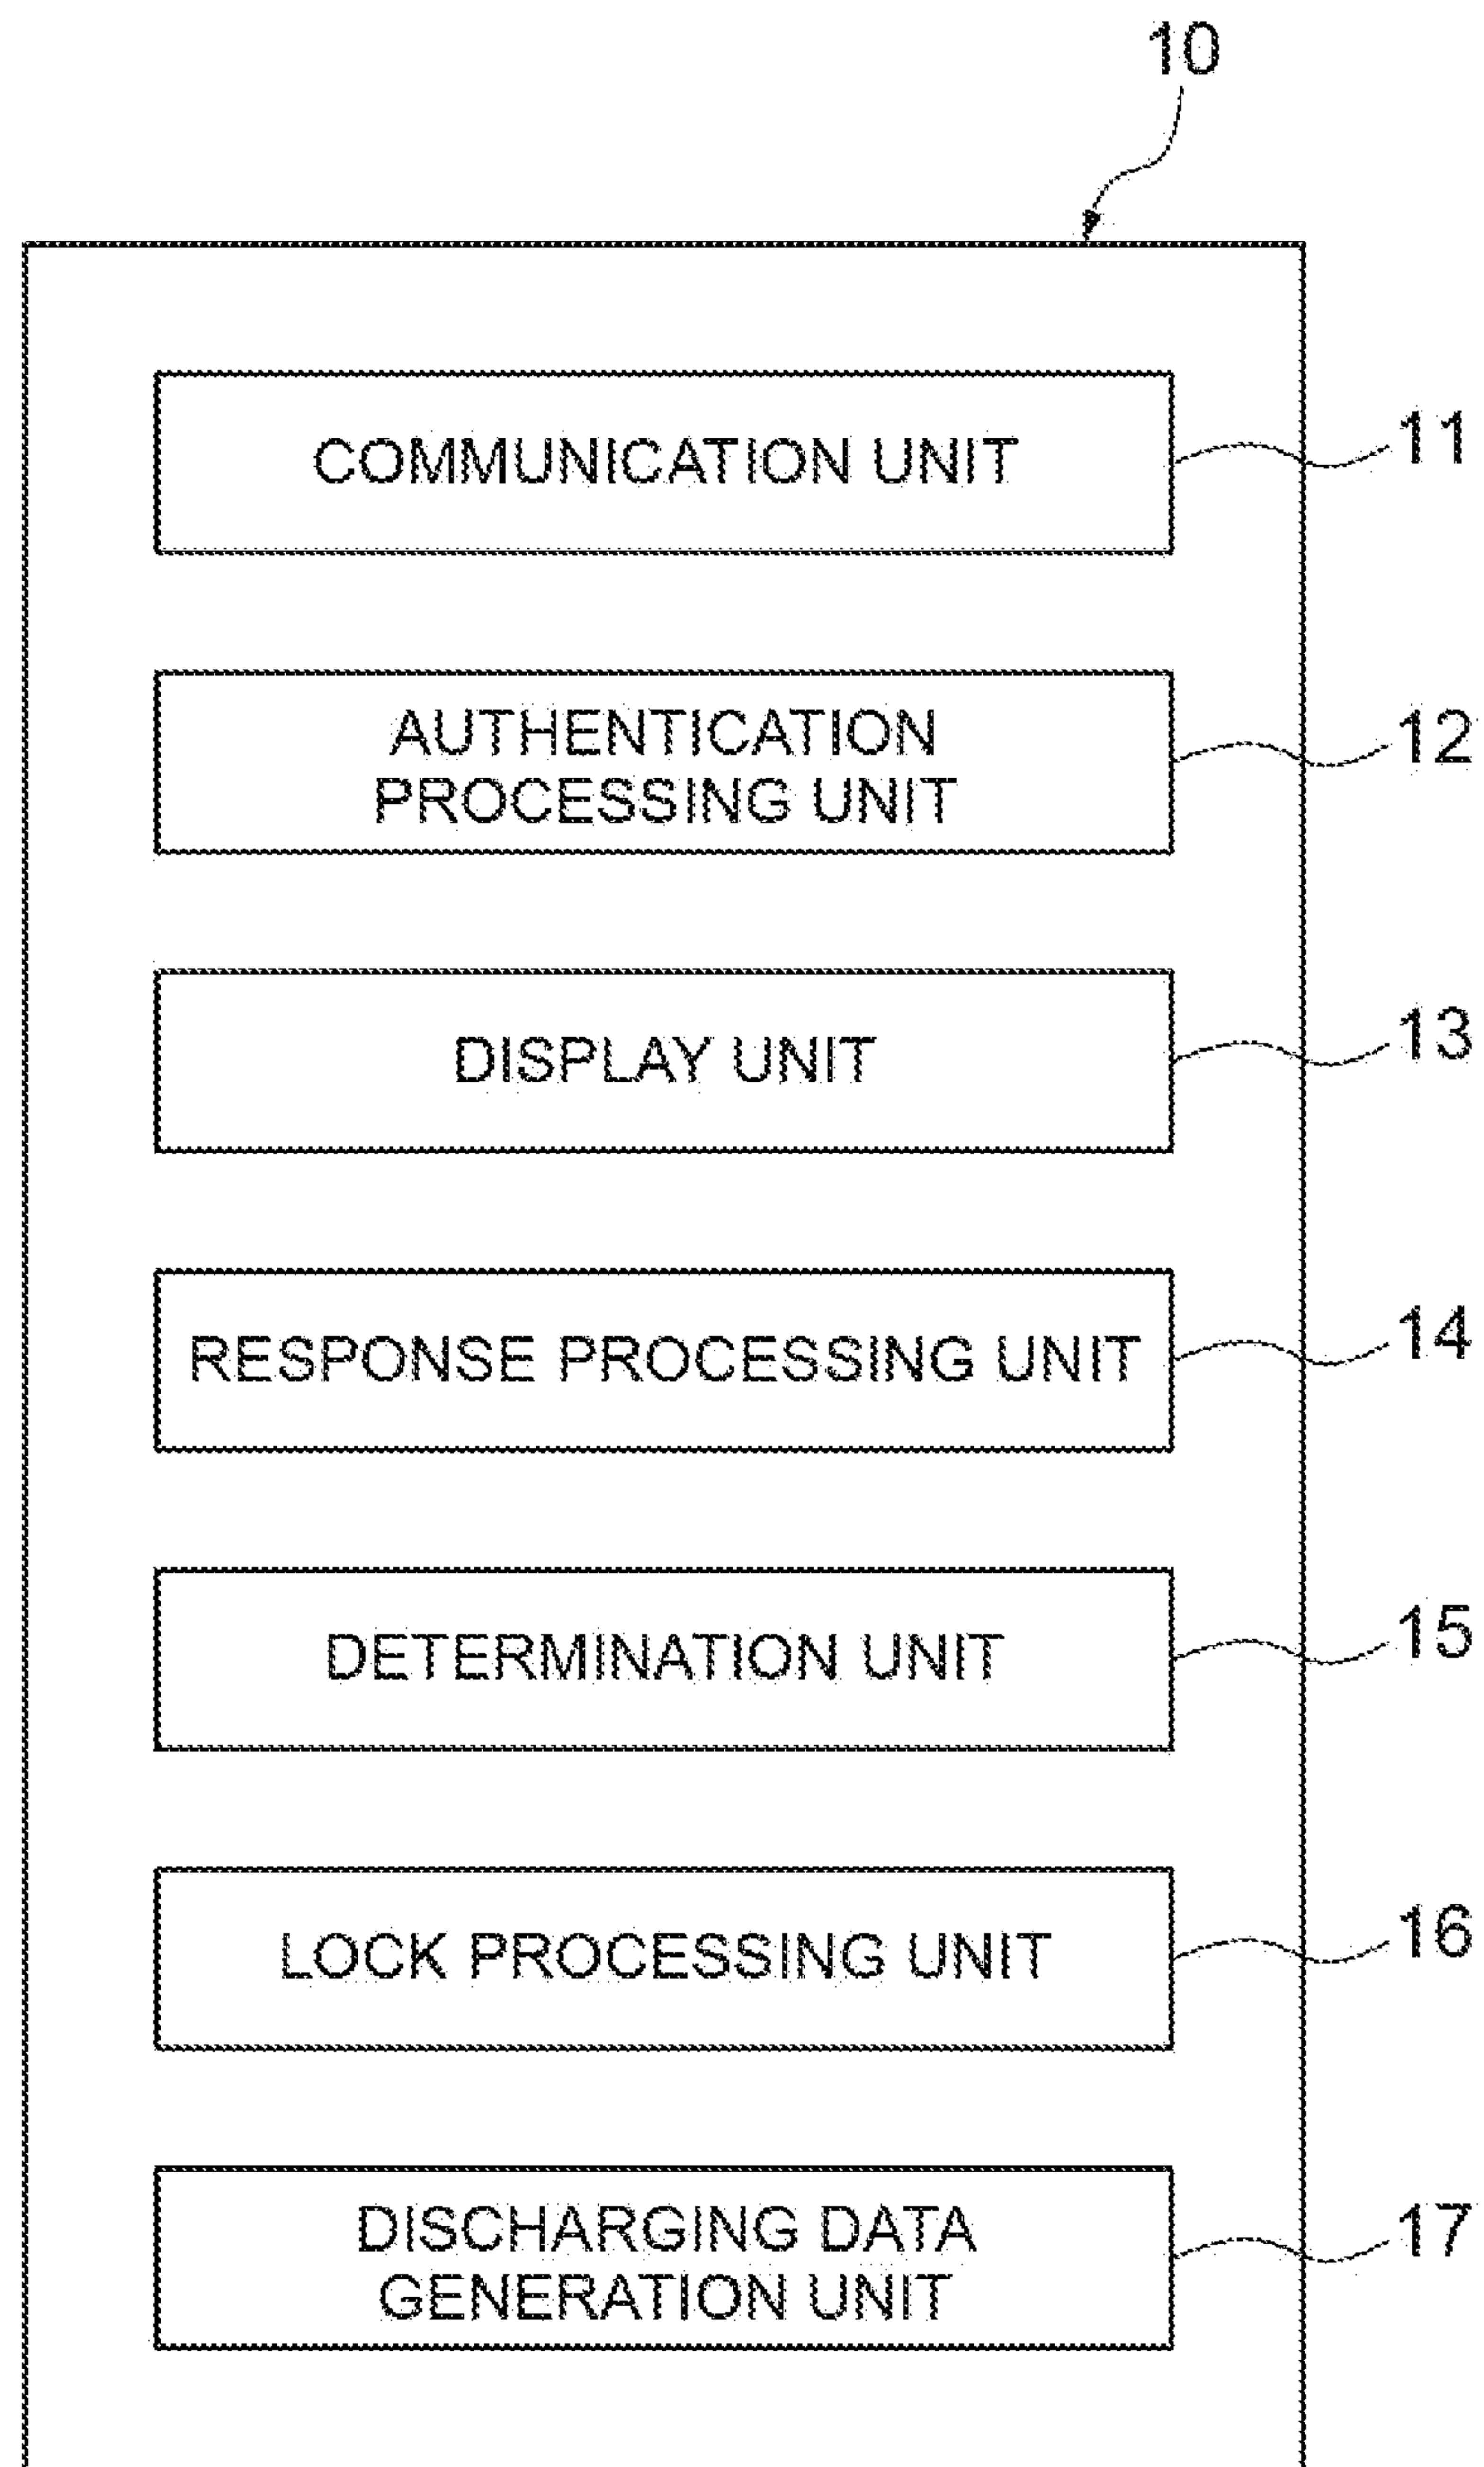 10
COMMUNICATION UNIT
11
AUTHENTICATION
PROCESSING UNIT
12
DISPLAY UNIT
13
RESPONSE PROCESSING UNIT
14
DETERMINATION UNIT
15
LOCK PROCESSING UNIT
16
DISCHARGING DATA
GENERATION UNIT
17